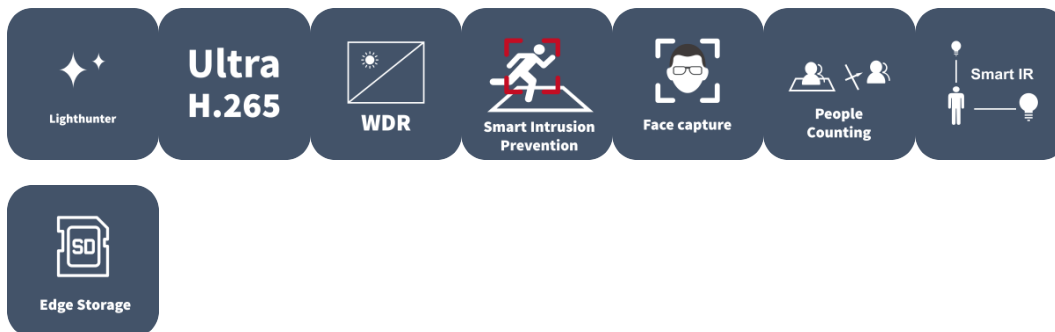 Lighthunter
Ultra
H.265
WDR
Smart Intrusion
Prevention
Face capture
People
Counting
Smart IR
SD
Edge Storage